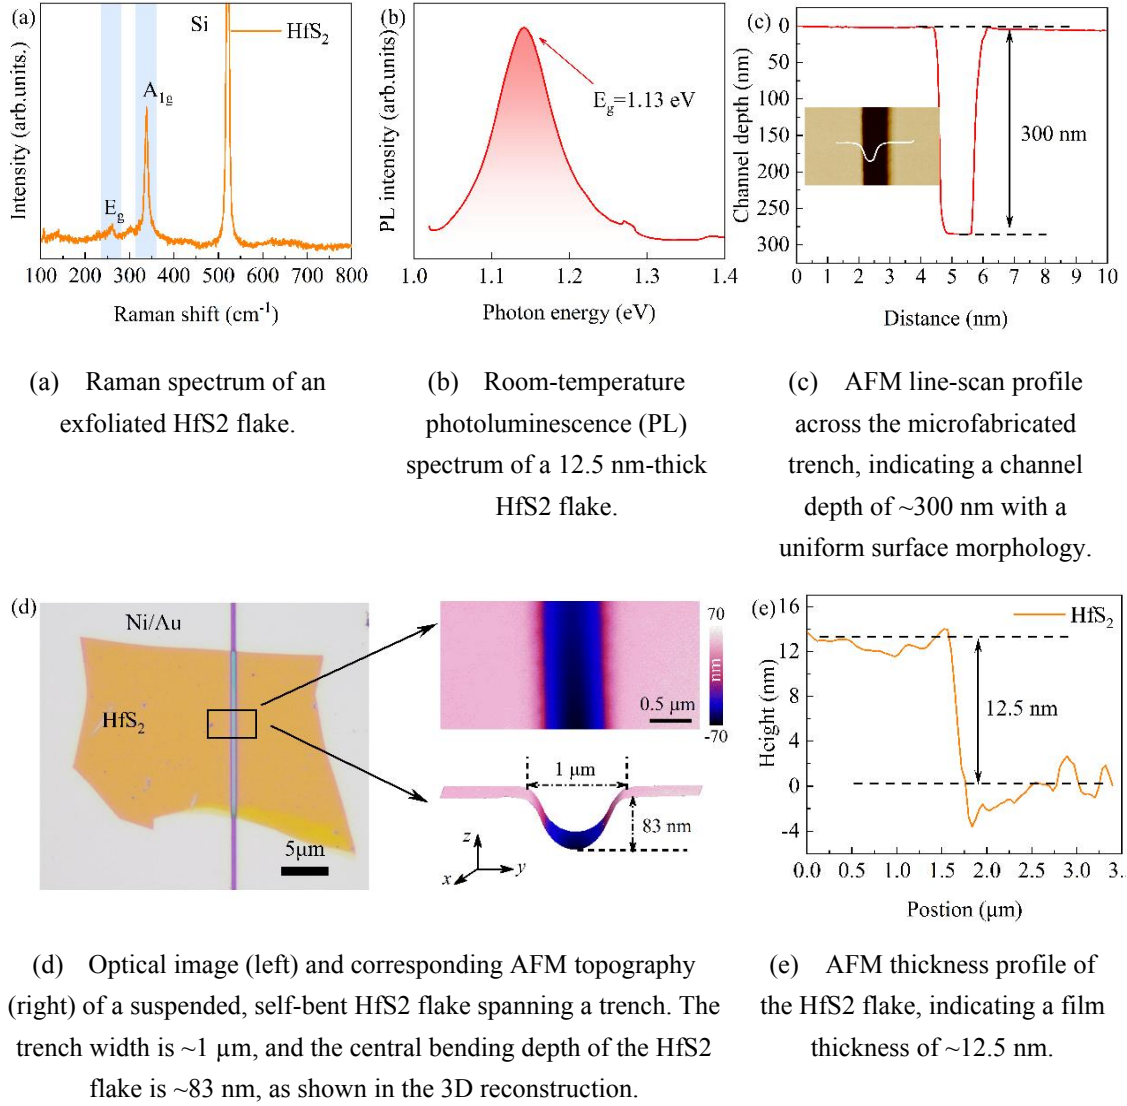 (a)
Si
HfS₂
A₁g
E_g
Intensity (arb.units.)
100 200 300 400 500 600 700 800
Raman shift (cm⁻¹)
(b)
E_g=1.13 eV
PL intensity (arb.units)
1.0 1.1 1.2 1.3 1.4
Photon energy (eV)
(c)
0
50
100
150
200
250
300
Channel depth (nm)
300 nm
0 1 2 3 4 5 6 7 8 9 10
Distance (nm)
(a) Raman spectrum of an
exfoliated HfS2 flake.
(b) Room-temperature
photoluminescence (PL)
spectrum of a 12.5 nm-thick
HfS2 flake.
(c) AFM line-scan profile
across the microfabricated
trench, indicating a channel
depth of ~300 nm with a
uniform surface morphology.
(d)
Ni/Au
HfS₂
5μm
70
nm
-70
0.5 μm
1 μm
83 nm
z
x
y
(e)
HfS₂
16
12
8
4
0
-4
Height (nm)
12.5 nm
0.0 0.5 1.0 1.5 2.0 2.5 3.0 3.
Postion (μm)
(d) Optical image (left) and corresponding AFM topography
(right) of a suspended, self-bent HfS2 flake spanning a trench. The
trench width is ~1 μm, and the central bending depth of the HfS2
flake is ~83 nm, as shown in the 3D reconstruction.
(e) AFM thickness profile of
the HfS2 flake, indicating a film
thickness of ~12.5 nm.